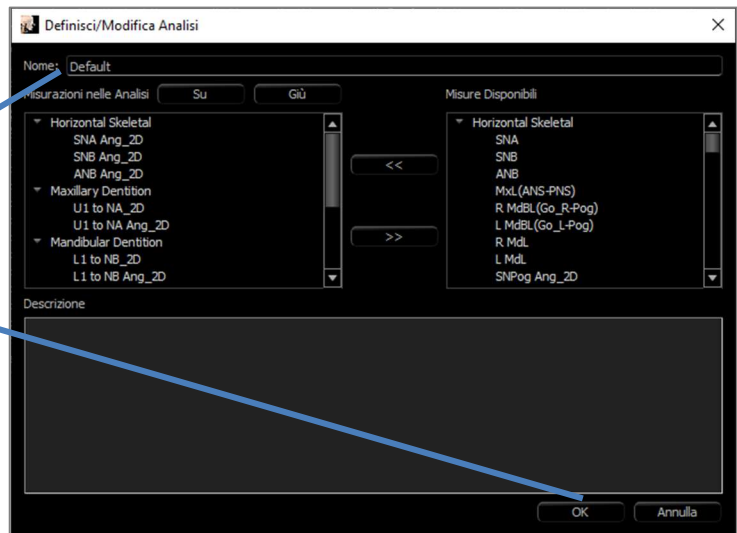 Definisci/Modifica Analisi
Nome: Default
Misurazioni nelle Analisi Su Giù
Horizontal Skeletal
SNA Ang_2D
SNB Ang_2D
ANB Ang_2D
Maxillary Dentition
U1 to NA_2D
U1 to NA Ang_2D
Mandibular Dentition
L1 to NB_2D
L1 to NB Ang_2D
<<
>>
Misure Disponibili
Horizontal Skeletal
SNA
SNB
ANB
MxL(ANS-PNS)
R MdBL(Go_R-Pog)
L MdBL(Go_L-Pog)
R MdL
L MdL
SNPog Ang_2D
Descrizione
OK Annulla